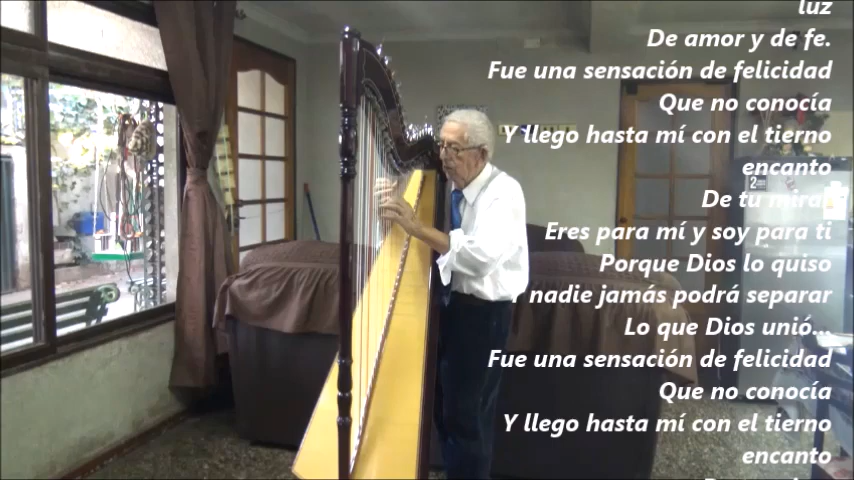 luz
De amor y de fe.
Fue una sensación de felicidad
Que no conocía
Y llego hasta mí con el tierno
encanto
De tu mirar
Eres para mí y soy para ti
Porque Dios lo quiso
Y nadie jamás podrá separar
Lo que Dios unió...
Fue una sensación de felicidad
Que no conocía
Y llego hasta mí con el tierno
encanto